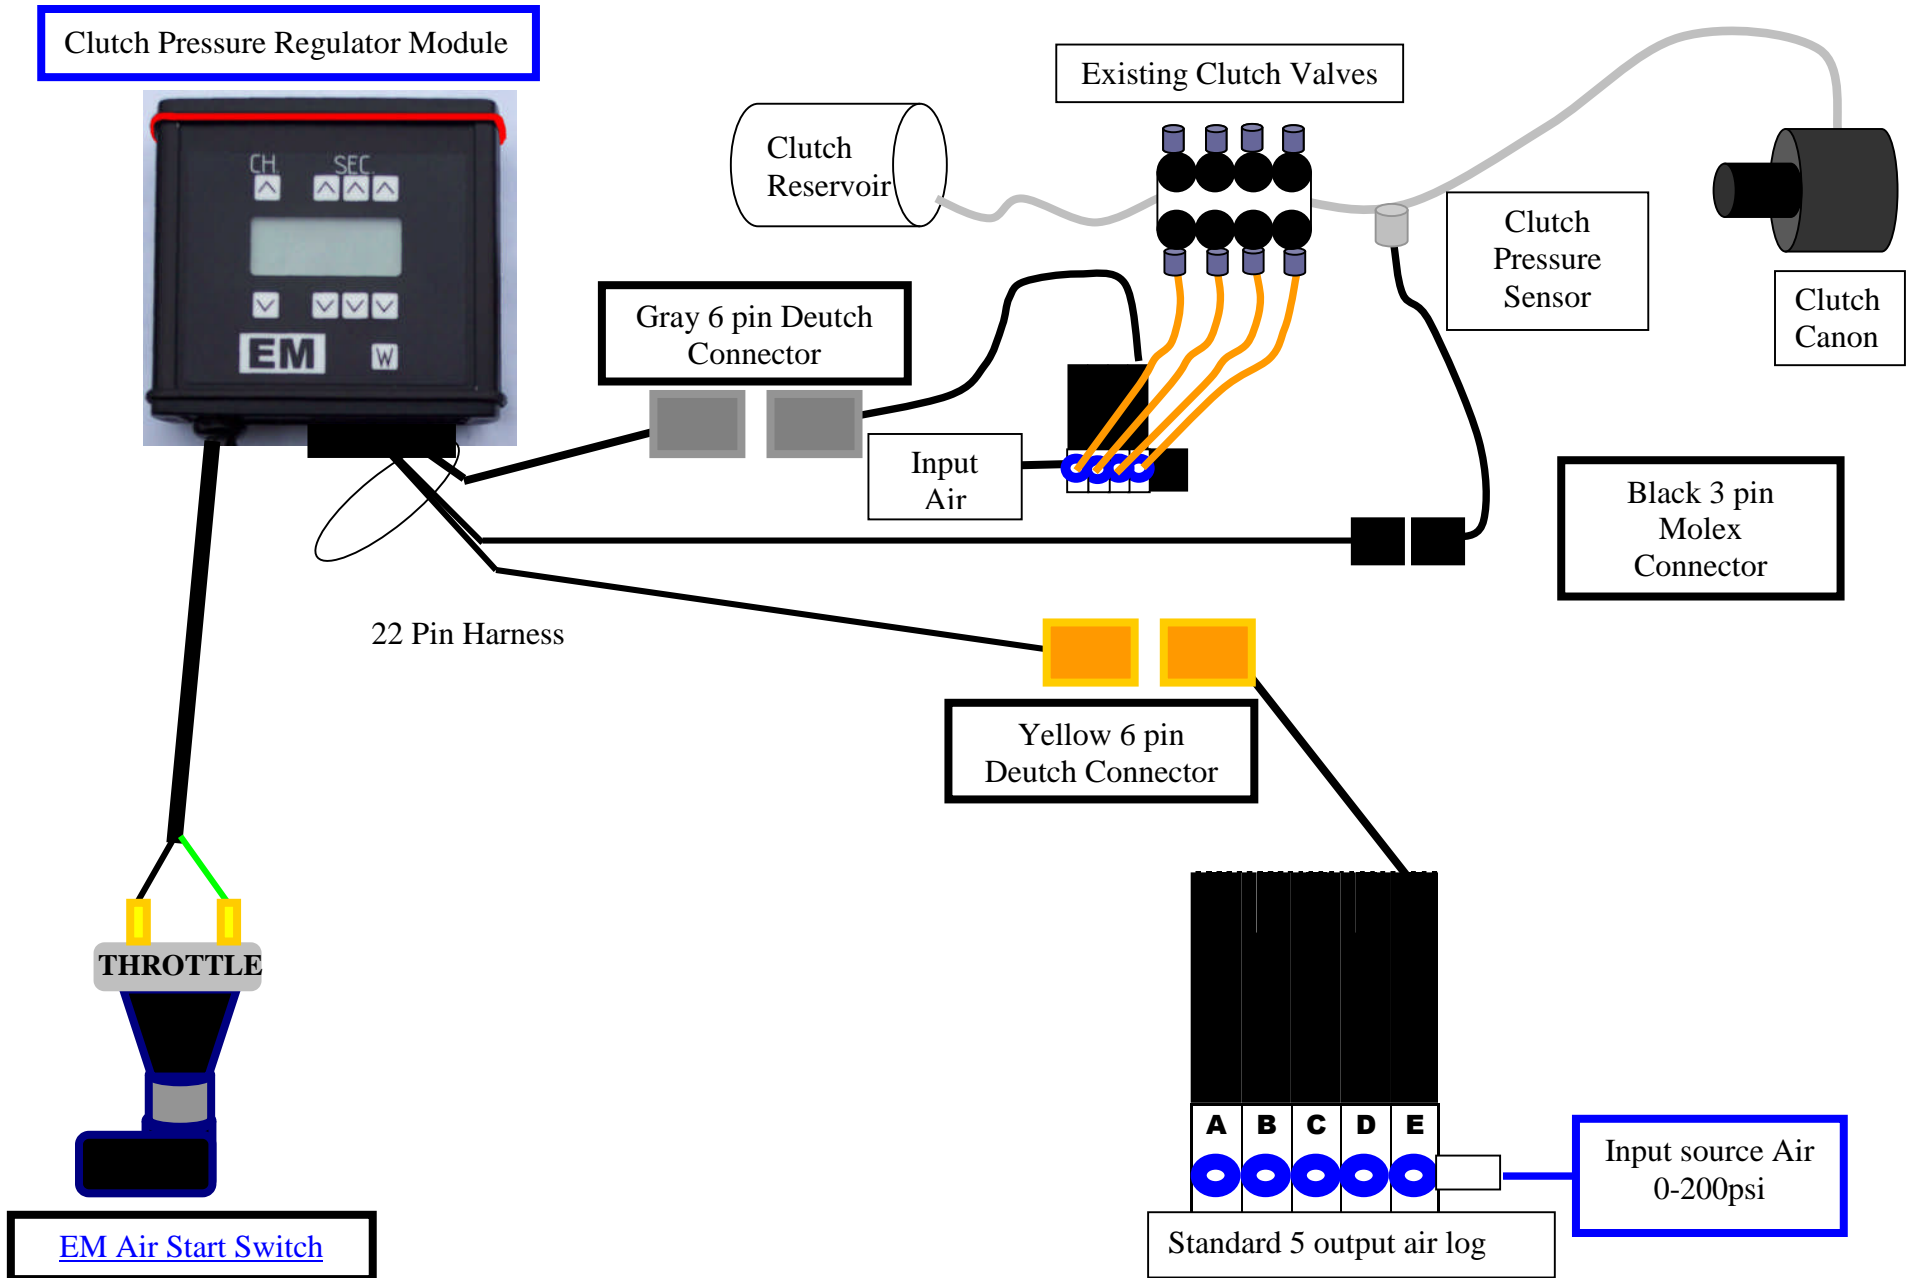 Clutch Pressure Regulator Module
CH.
SEC.
EM
W
Existing Clutch Valves
Clutch
Reservoir
Clutch
Pressure
Sensor
Clutch
Canon
Gray 6 pin Deutch
Connector
Input
Air
Black 3 pin
Molex
Connector
22 Pin Harness
Yellow 6 pin
Deutch Connector
THROTTLE
EM Air Start Switch
A B C D E
Input source Air
0-200psi
Standard 5 output air log